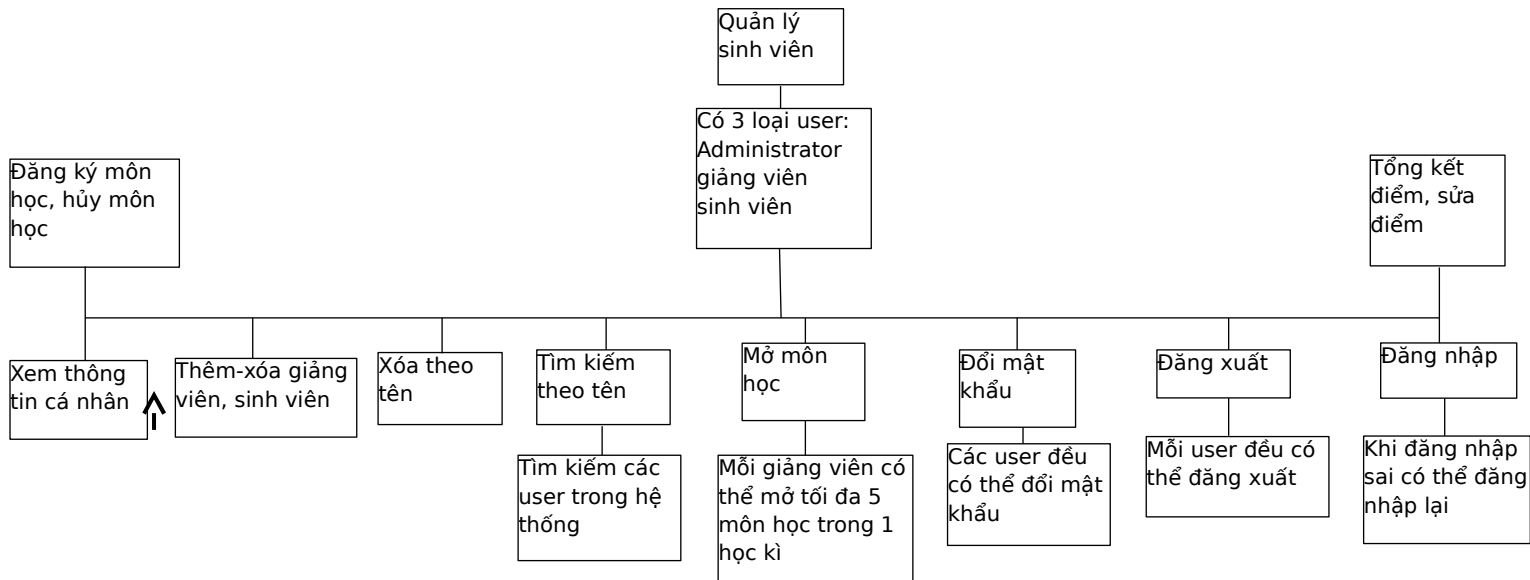 Quản lý
sinh viên
Có 3 loại user:
Administrator
giảng viên
sinh viên
Đăng ký môn
học, hủy môn
học
Tổng kết
điểm, sửa
điểm
Xem thông
tin cá nhân
Thêm-xóa giảng
viên, sinh viên
Xóa theo
tên
Tìm kiếm
theo tên
Mở môn
học
Đổi mật
khẩu
Đăng xuất
Đăng nhập
Tìm kiếm các
user trong hệ
thống
Mỗi giảng viên có
thể mở tối đa 5
môn học trong 1
học kì
Các user đều
có thể đổi mật
khẩu
Mỗi user đều có
thể đăng xuất
Khi đăng nhập
sai có thể đăng
nhập lại